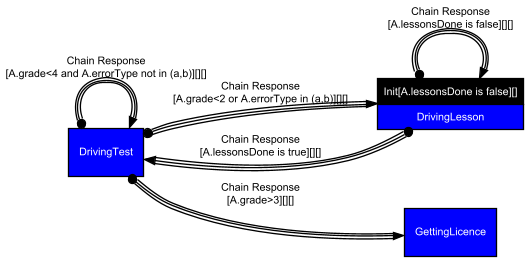 Chain Response
[A.lessonsDone is false][][]
Chain Response
[A.grade<4 and A.errorType not in (a,b)][][]
Chain Response
[A.grade<2 or A.errorType in (a,b)][][]
Init[A.lessonsDone is false][]
DrivingLesson
Chain Response
[A.lessonsDone is true][][]
DrivingTest
Chain Response
[A.grade>3][][]
GettingLicence